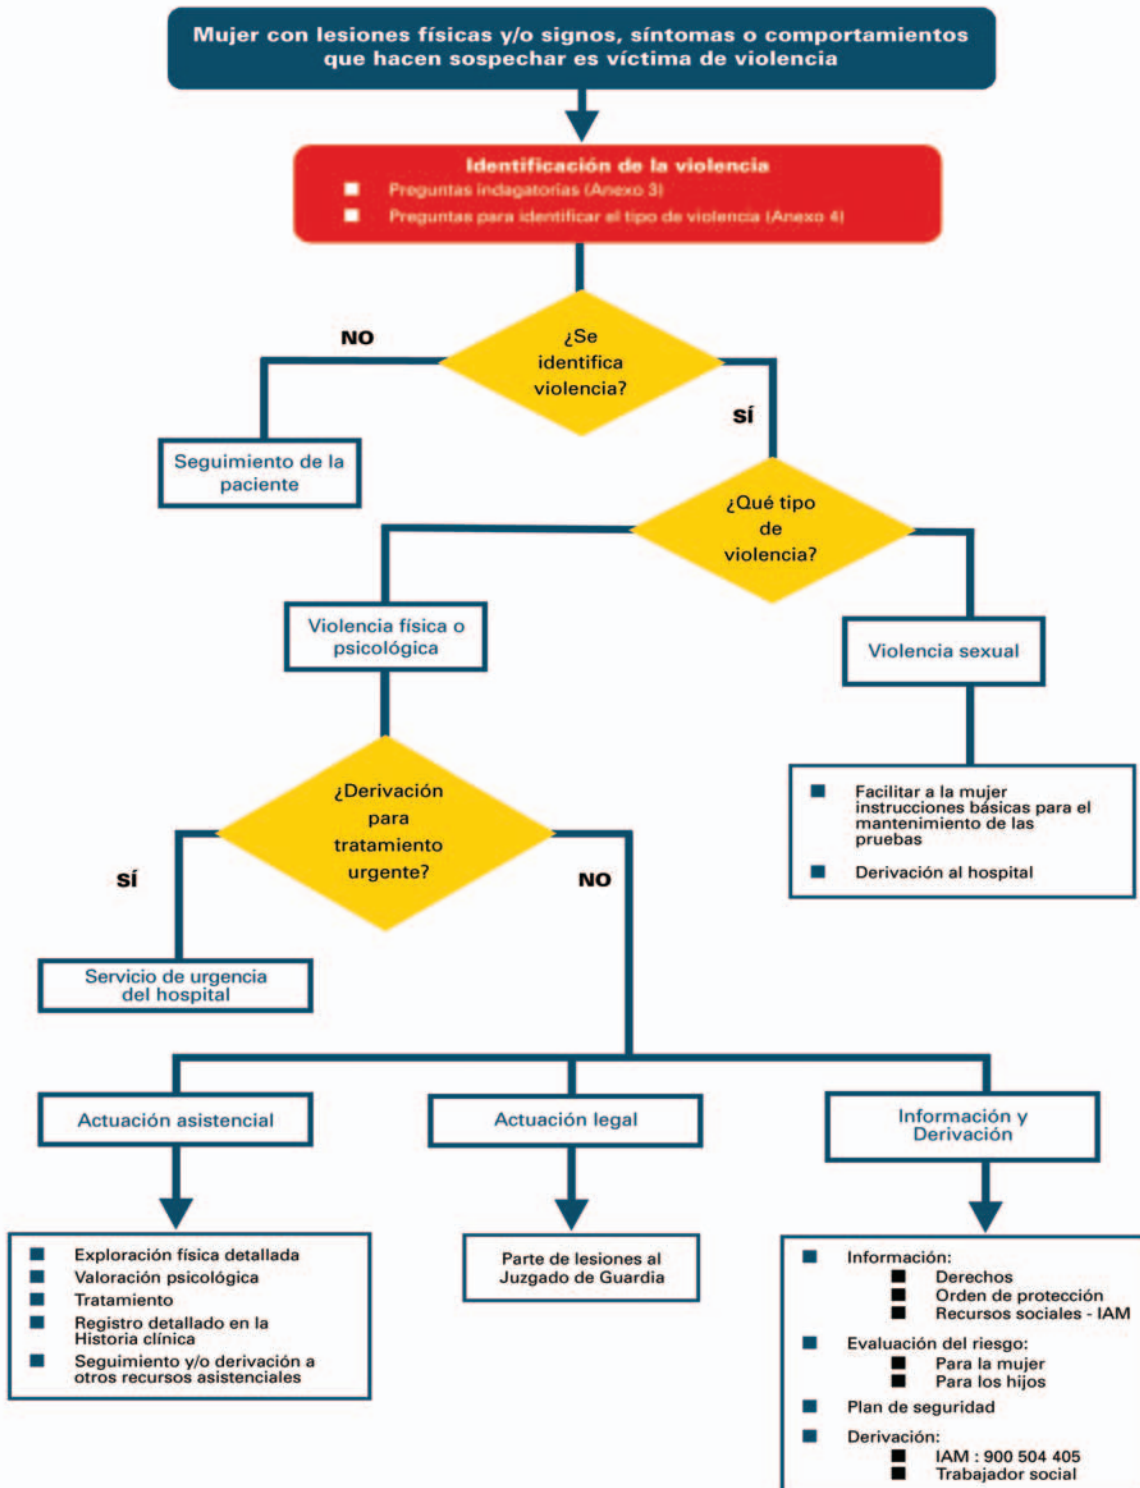 Mujer con lesiones físicas y/o signos, síntomas o comportamientos
que hacen sospechar es víctima de violencia
Identificación de la violencia
Preguntas indagatorias (Anexo 3)
Preguntas para identificar el tipo de violencia (Anexo 4)
NO
¿Se
identifica
violencia?
SÍ
Seguimiento de la
paciente
¿Qué tipo
de
violencia?
Violencia física o
psicológica
Violencia sexual
¿Derivación
para
tratamiento
urgente?
SÍ
NO
Facilitar a la mujer
instrucciones básicas para el
mantenimiento de las
pruebas
Derivación al hospital
Servicio de urgencia
del hospital
Actuación asistencial
Actuación legal
Información y
Derivación
Exploración física detallada
Valoración psicológica
Tratamiento
Registro detallado en la
Historia clínica
Seguimiento y/o derivación a
otros recursos asistenciales
Parte de lesiones al
Juzgado de Guardia
Información:
Derechos
Orden de protección
Recursos sociales - IAM
Evaluación del riesgo:
Para la mujer
Para los hijos
Plan de seguridad
Derivación:
IAM : 900 504 405
Trabajador social